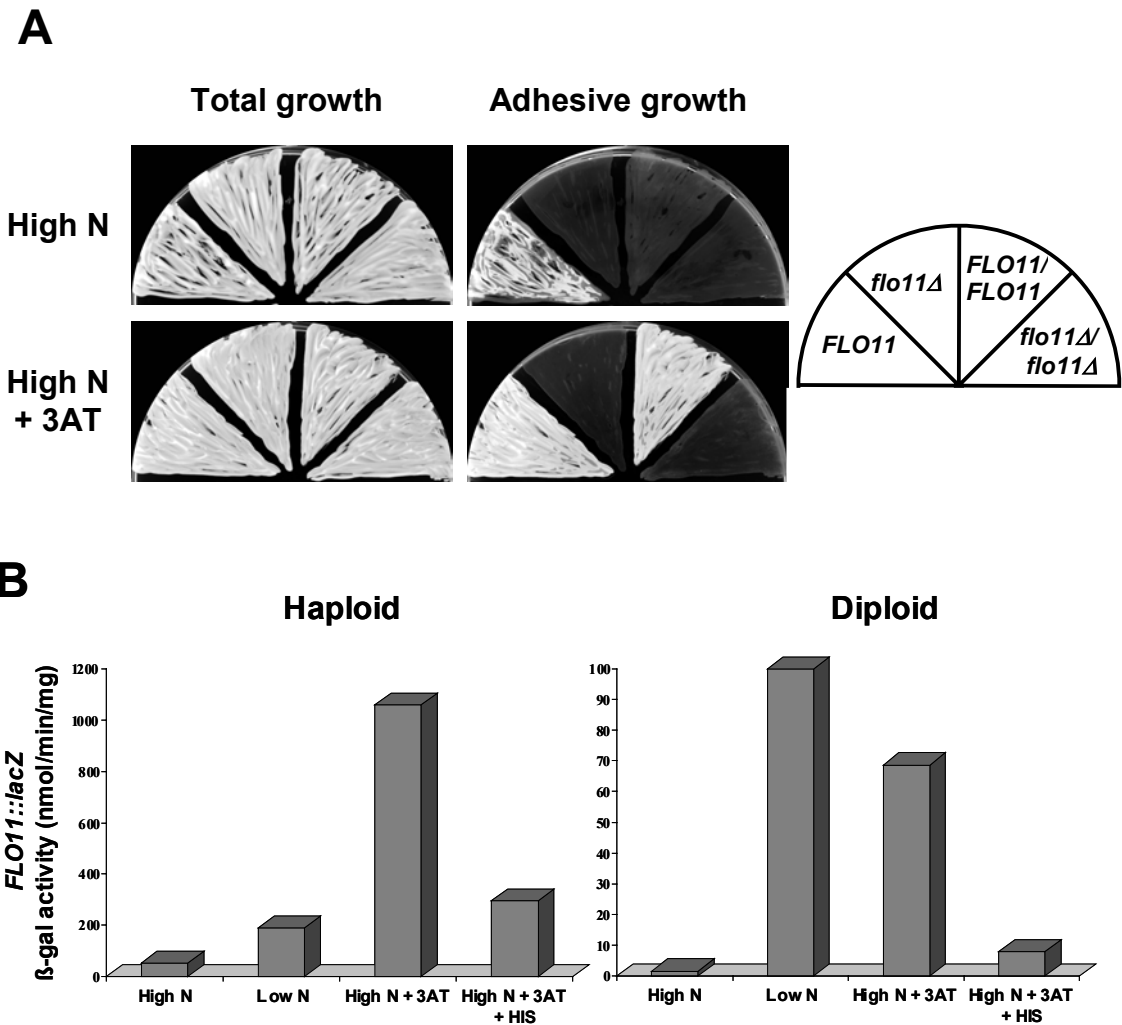 A
Total growth
Adhesive growth
High N
High N
+ 3AT
FLO11
flo11Δ
FLO11/
FLO11
flo11Δ/
flo11Δ
B
Haploid
Diploid
FLO11::lacZ
ß-gal activity (nmol/min/mg)
1200
1000
800
600
400
200
0
High N
Low N
High N + 3AT
High N + 3AT
+ HIS
100
90
80
70
60
50
40
30
20
10
0
High N
Low N
High N + 3AT
High N + 3AT
+ HIS